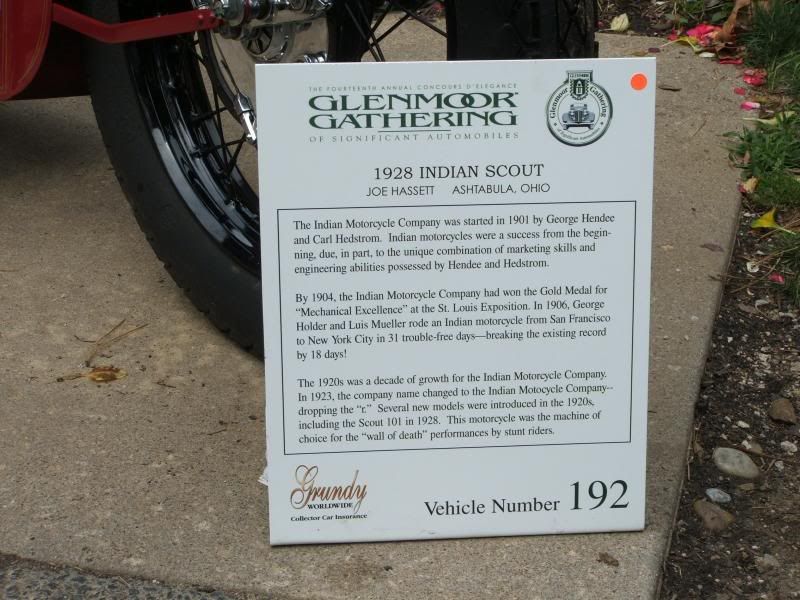 THE FOURTEENTH ANNUAL CONCOURS D'ELEGANCE
GLENMOOR
GATHERING
OF SIGNIFICANT AUTOMOBILES
Glenmoor Gathering
of Significant Automobiles
1928 INDIAN SCOUT
JOE HASSETT ASHTABULA, OHIO
The Indian Motorcycle Company was started in 1901 by George Hendee
and Carl Hedstrom. Indian motorcycles were a success from the begin-
ning, due, in part, to the unique combination of marketing skills and
engineering abilities possessed by Hendee and Hedstrom.
By 1904, the Indian Motorcycle Company had won the Gold Medal for
“Mechanical Excellence” at the St. Louis Exposition. In 1906, George
Holder and Luis Mueller rode an Indian motorcycle from San Francisco
to New York City in 31 trouble-free days—breaking the existing record
by 18 days!
The 1920s was a decade of growth for the Indian Motorcycle Company.
In 1923, the company name changed to the Indian Motocycle Company--
dropping the “r.” Several new models were introduced in the 1920s,
including the Scout 101 in 1928. This motorcycle was the machine of
choice for the “wall of death” performances by stunt riders.
Grundy
WORLDWIDE
Collector Car Insurance
Vehicle Number 192